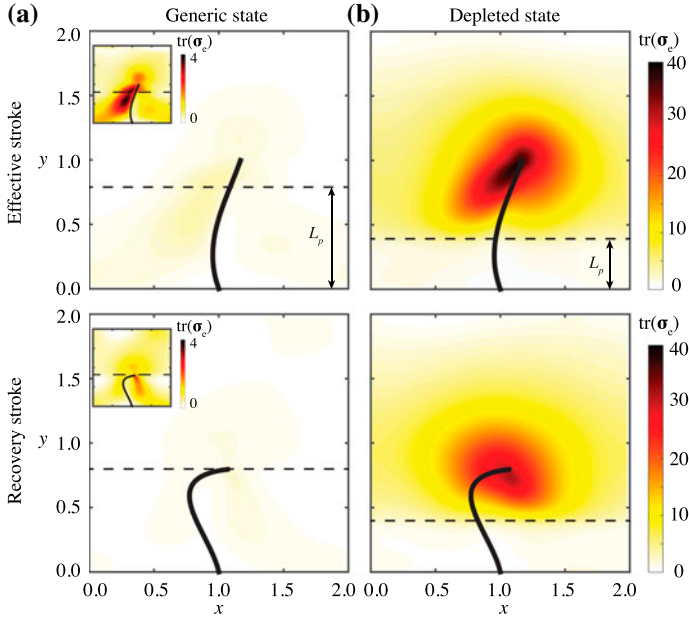 (a) Generic state (b) Depleted state
Effective stroke
2.0
1.5
y 1.0
0.5
0.0
tr(σe)
4
0
Lp
Lp
tr(σe)
40
30
20
10
0
Recovery stroke
2.0
1.5
y 1.0
0.5
0.0
tr(σe)
4
0
tr(σe)
40
30
20
10
0
0.0 0.5 1.0 1.5 2.0 0.0 0.5 1.0 1.5 2.0
x x